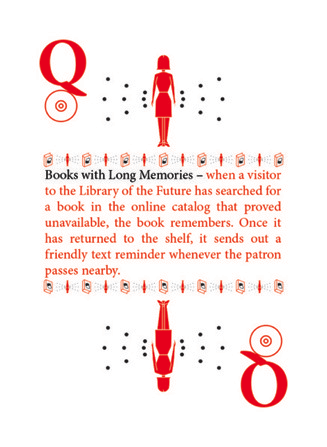 Q
Books with Long Memories – when a visitor
to the Library of the Future has searched for
a book in the online catalog that proved
unavailable, the book remembers. Once it
has returned to the shelf, it sends out a
friendly text reminder whenever the patron
passes nearby.
Q